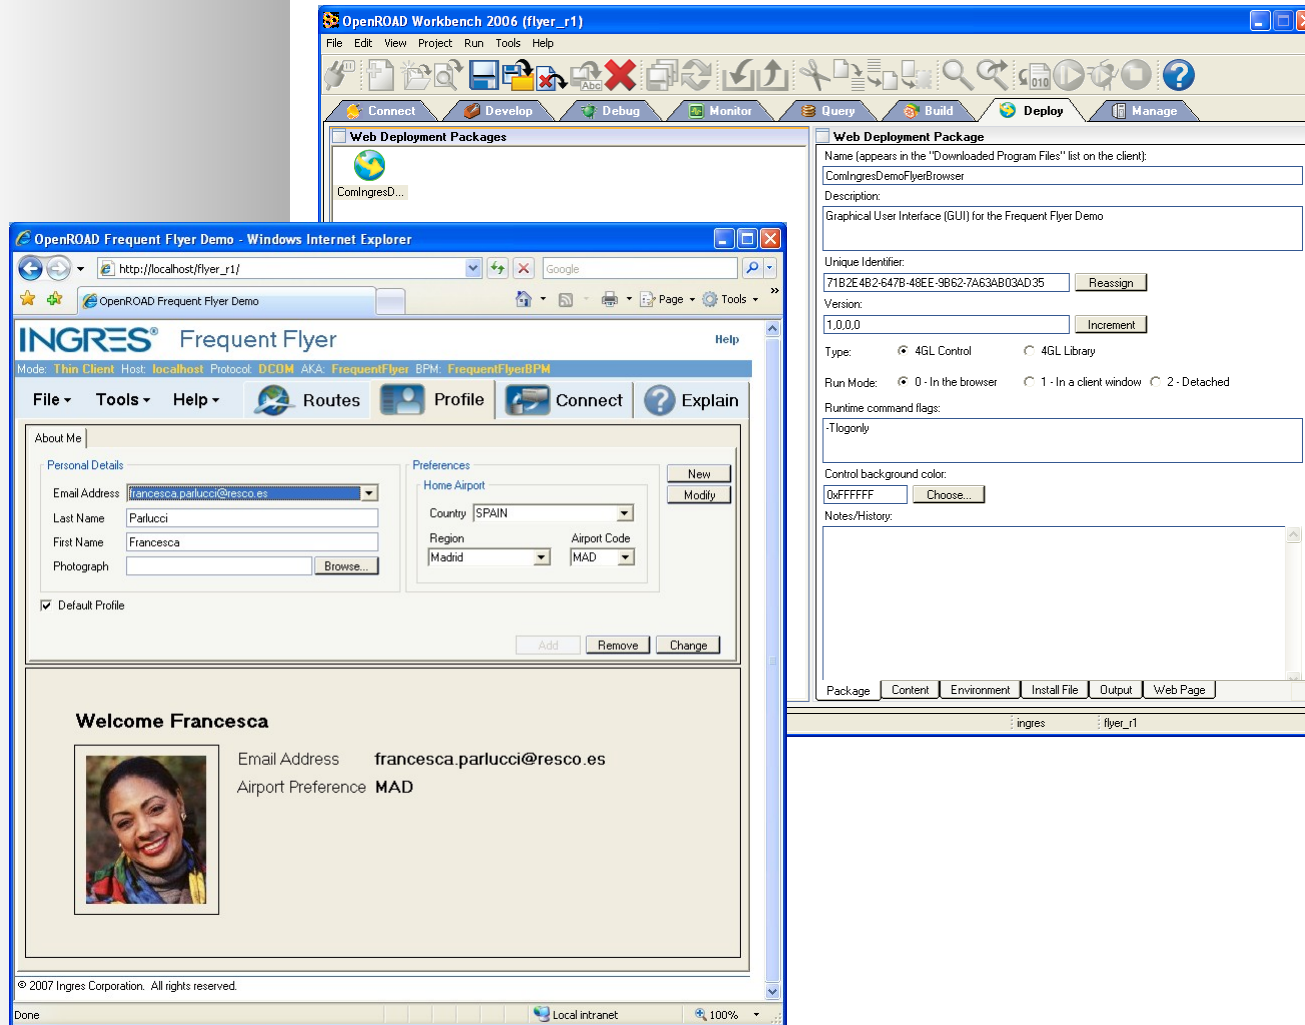 OpenROAD Workbench 2006 (flyer_r1)
File Edit View Project Run Tools Help
Abc 010 ?
Connect Develop Debug Monitor Query Build Deploy Manage
Web Deployment Packages
ComIngresD...
Web Deployment Package
Name (appears in the "Downloaded Program Files" list on the client):
ComIngresDemoFlyerBrowser
Description:
Graphical User Interface (GUI) for the Frequent Flyer Demo
Unique Identifier:
71B2E4B2-647B-48EE-9B62-7A63AB03AD35 Reassign
Version:
1,0,0,0 Increment
Type: 4GL Control 4GL Library
Run Mode: 0 - In the browser 1 - In a client window 2 - Detached
Runtime command flags:
-Tlogonly
Control background color:
0xFFFFFF Choose...
Notes/History:
Package Content Environment Install File Output Web Page
ingres flyer_r1
OpenROAD Frequent Flyer Demo - Windows Internet Explorer
http://localhost/flyer_r1/ Google
OpenROAD Frequent Flyer Demo Page Tools »
INGRES® Frequent Flyer Help
Mode: Thin Client Host: localhost Protocol: DCOM AKA: FrequentFlyer BPM: FrequentFlyerBPM
File Tools Help Routes Profile Connect ? Explain
About Me
Personal Details
Email Address francesca.parlucci@resco.es
Last Name Parlucci
First Name Francesca
Photograph Browse...
Default Profile
Preferences
Home Airport
Country SPAIN
Region Airport Code
Madrid MAD
New
Modify
Add Remove Change
Welcome Francesca
Email Address francesca.parlucci@resco.es
Airport Preference MAD
© 2007 Ingres Corporation. All rights reserved.
Done Local intranet 100%